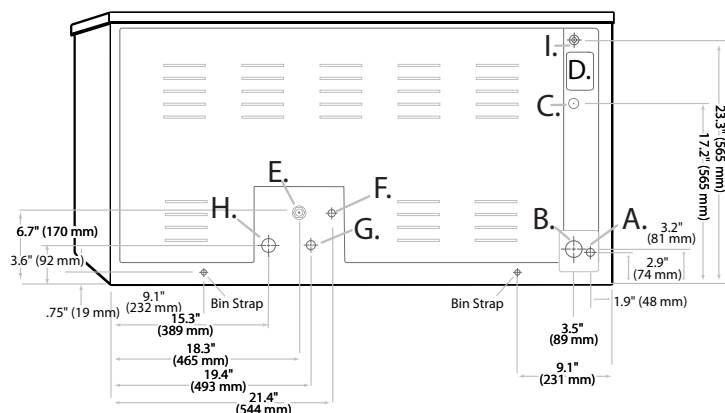 I.
D.
C.
23.3" (565 mm)
17.2" (565 mm)
E.
F.
H.
G.
B.
A.
6.7" (170 mm)
3.6" (92 mm)
3.2"
(81 mm)
2.9"
(74 mm)
.75" (19 mm)
9.1"
(232 mm)
Bin Strap
Bin Strap
1.9" (48 mm)
15.3"
(389 mm)
3.5"
(89 mm)
18.3"
(465 mm)
9.1"
(231 mm)
19.4"
(493 mm)
21.4"
(544 mm)